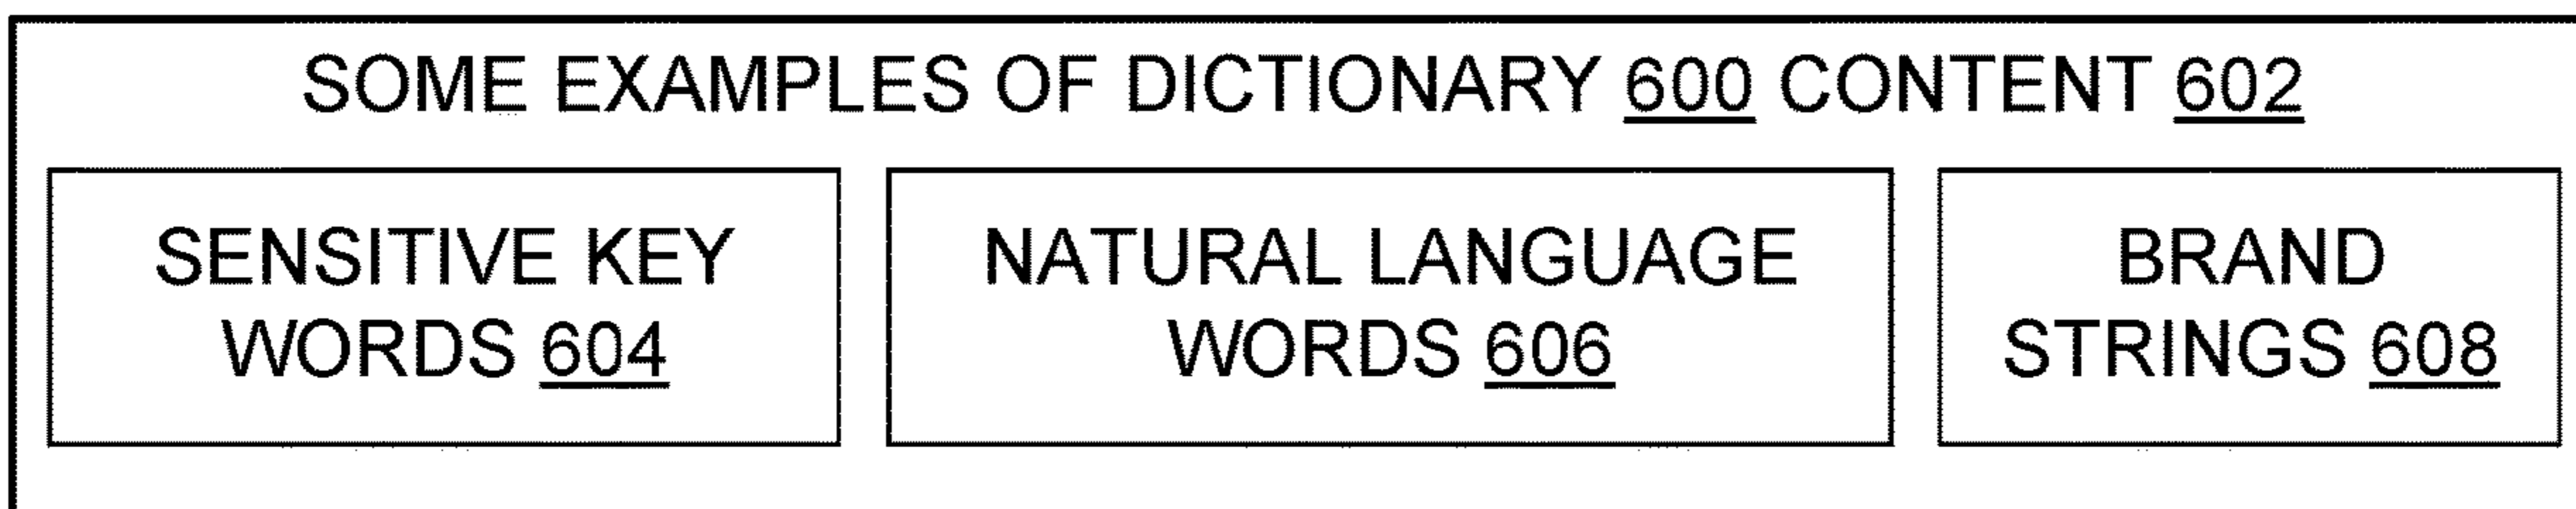 SOME EXAMPLES OF DICTIONARY 600 CONTENT 602
SENSITIVE KEY
WORDS 604
NATURAL LANGUAGE
WORDS 606
BRAND
STRINGS 608